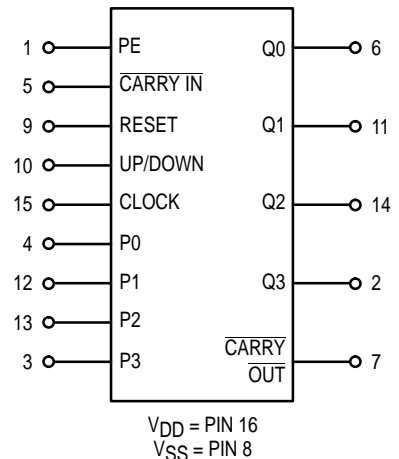 1 PE Q0 6
5 CARRY IN
9 RESET Q1 11
10 UP/DOWN
15 CLOCK Q2 14
4 P0
12 P1 Q3 2
13 P2
3 P3 CARRY OUT 7
VDD = PIN 16
VSS = PIN 8